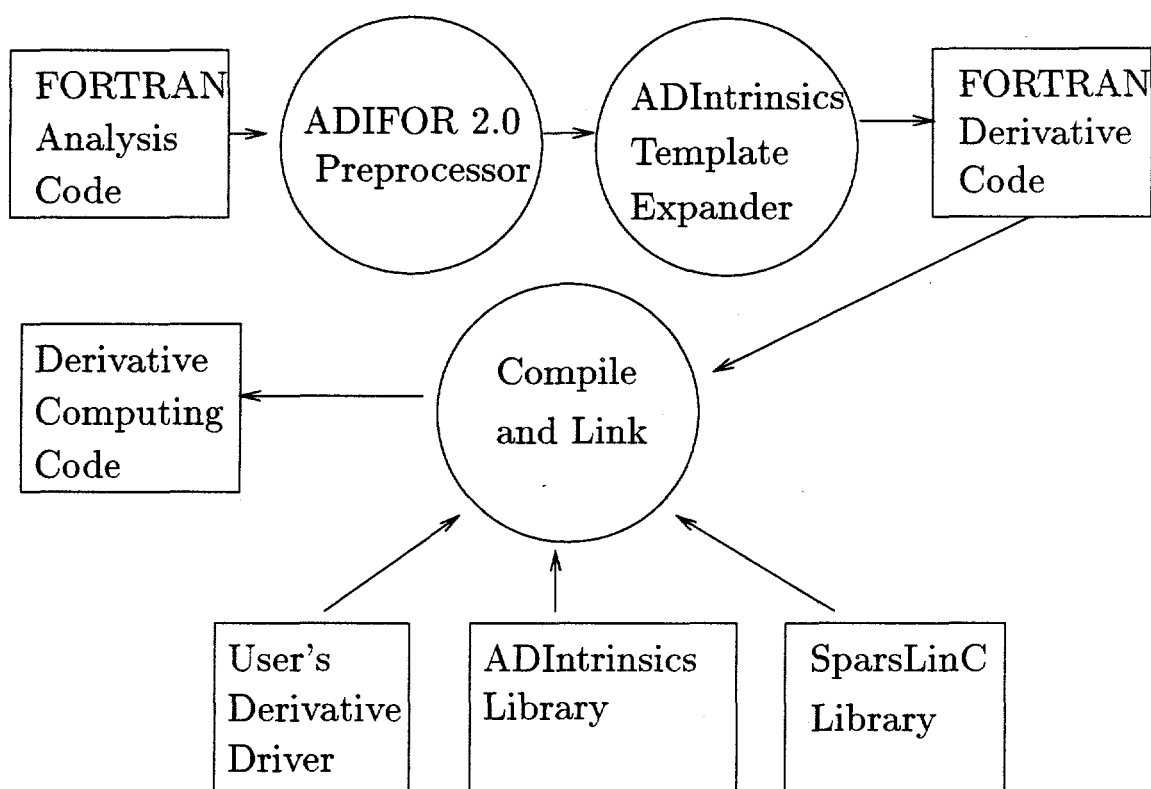 FORTRAN
Analysis
Code
ADIFOR 2.0
Preprocessor
ADIntrinsics
Template
Expander
FORTRAN
Derivative
Code
Derivative
Computing
Code
Compile
and Link
User's
Derivative
Driver
ADIntrinsics
Library
SparsLinC
Library